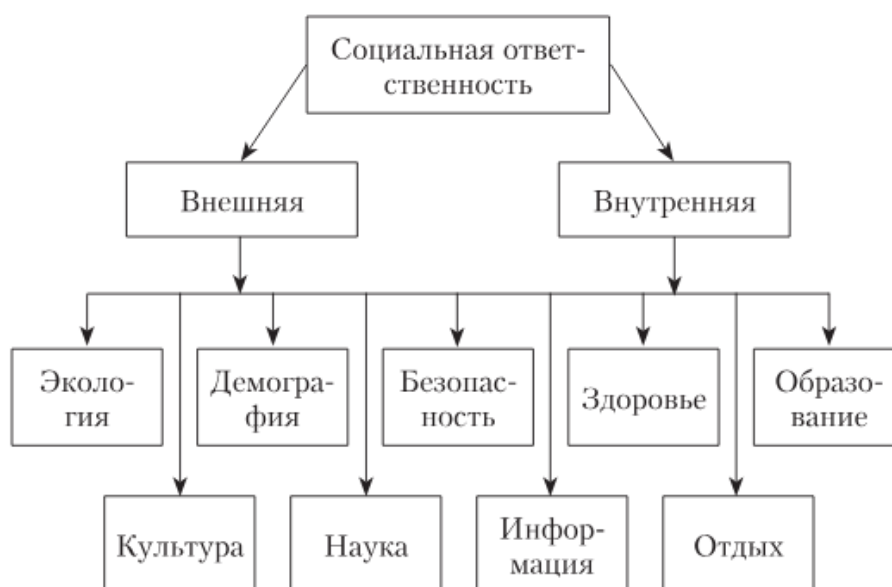 Социальная ответ-
ственность
Внешняя
Внутренняя
Эколо-
гия
Демогра-
фия
Безопас-
ность
Здоровье
Образо-
вание
Культура
Наука
Инфор-
мация
Отдых